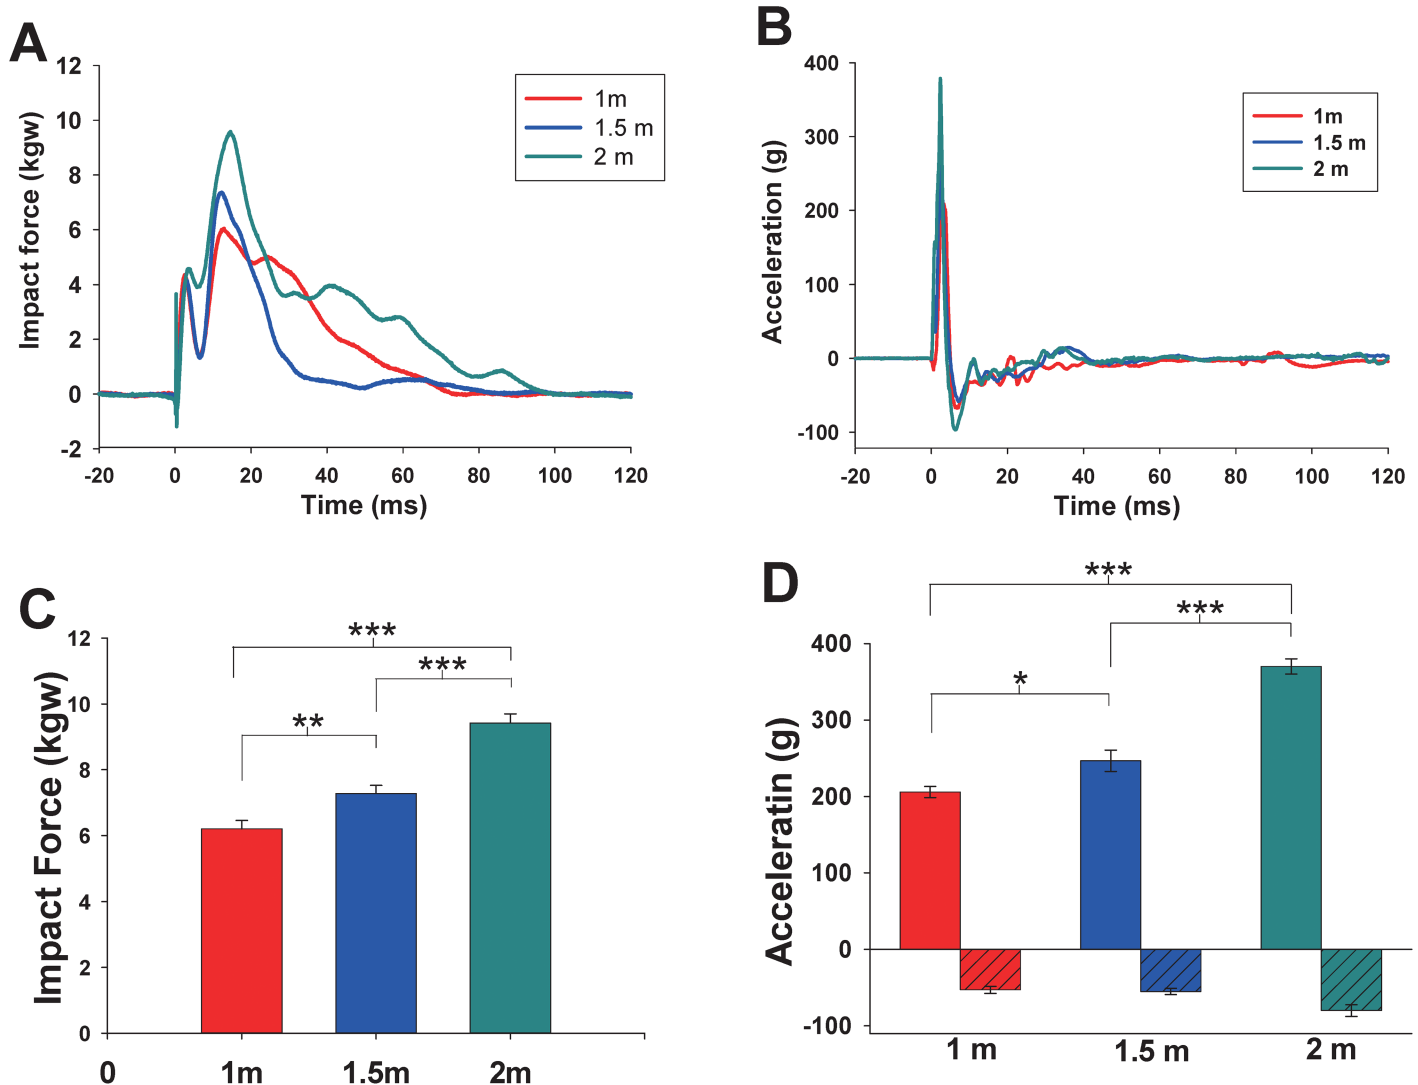 A
12
10
8
6
4
2
0
-2
Impact force (kgw)
-20 0 20 40 60 80 100 120
Time (ms)
1m
1.5 m
2 m
B
400
300
200
100
0
-100
Acceleration (g)
-20 0 20 40 60 80 100 120
Time (ms)
1m
1.5 m
2 m
C
12
10
8
6
4
2
0
Impact Force (kgw)
***
***
**
0 1m 1.5m 2m
D
400
300
200
100
0
-100
Acceleratin (g)
***
***
*
1 m 1.5 m 2 m